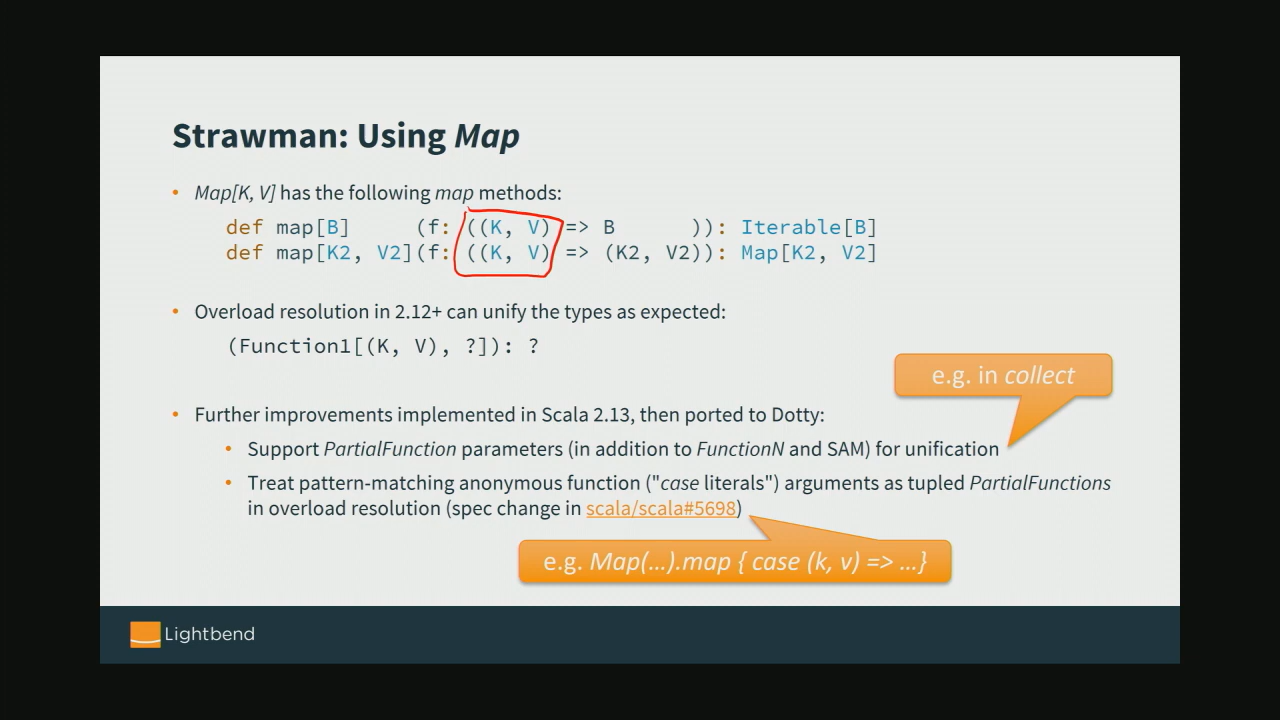 Strawman: Using Map
• Map[K, V] has the following map methods:
def map[B]     (f: ((K, V) => B      )): Iterable[B]
def map[K2, V2](f: ((K, V) => (K2, V2)): Map[K2, V2]
• Overload resolution in 2.12+ can unify the types as expected:
(Function1[(K, V), ?]): ?
e.g. in collect
• Further improvements implemented in Scala 2.13, then ported to Dotty:
• Support PartialFunction parameters (in addition to FunctionN and SAM) for unification
• Treat pattern-matching anonymous function ("case literals") arguments as tupled PartialFunctions
in overload resolution (spec change in scala/scala#5698)
e.g. Map(…).map { case (k, v) => …}
Lightbend